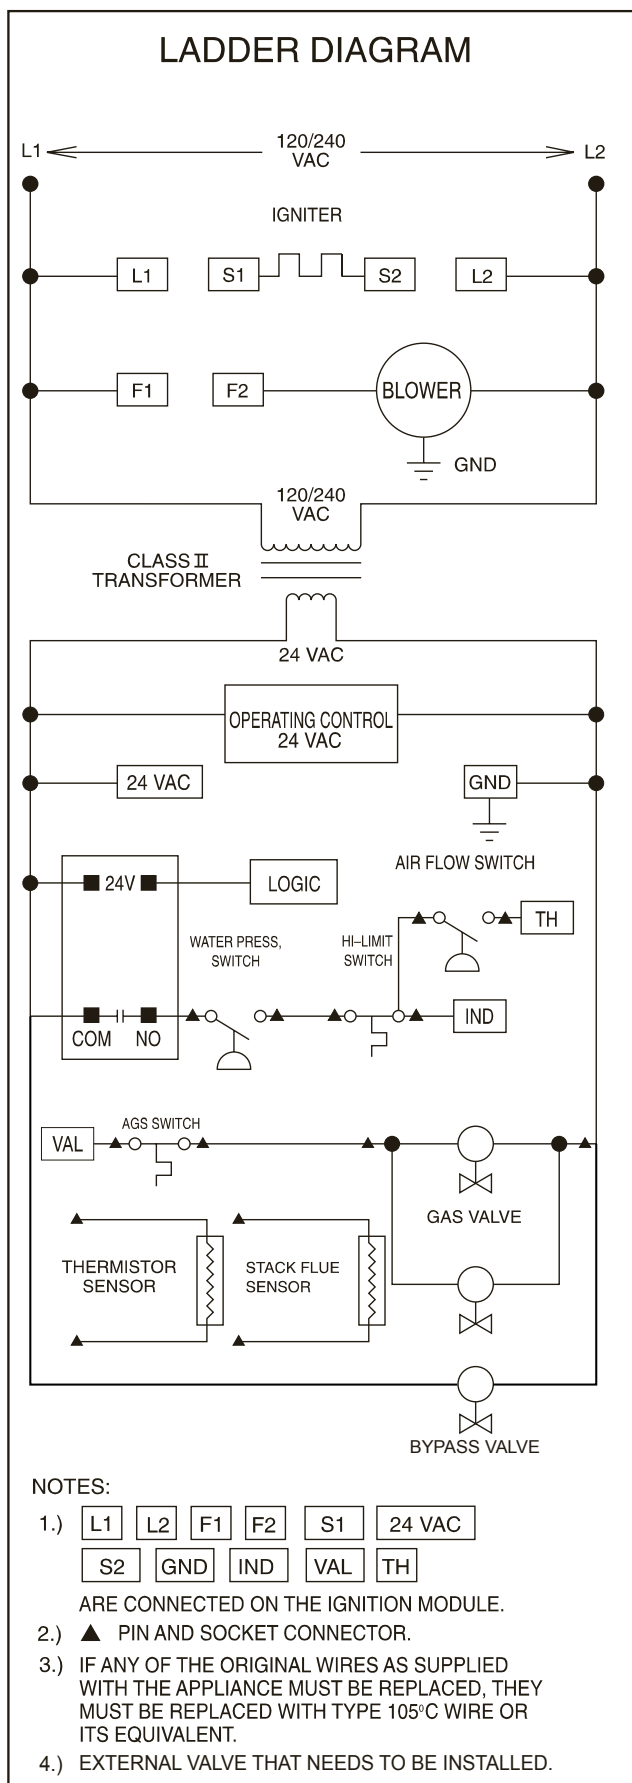 LADDER DIAGRAM
L1
120/240
VAC
L2
IGNITER
L1
S1
S2
L2
F1
F2
BLOWER
GND
120/240
VAC
CLASS II
TRANSFORMER
24 VAC
OPERATING CONTROL
24 VAC
24 VAC
GND
AIR FLOW SWITCH
24V
LOGIC
TH
WATER PRESS,
SWITCH
HI–LIMIT
SWITCH
IND
COM
NO
AGS SWITCH
VAL
GAS VALVE
THERMISTOR
SENSOR
STACK FLUE
SENSOR
BYPASS VALVE
NOTES:
1.) L1 L2 F1 F2 S1 24 VAC
S2 GND IND VAL TH
ARE CONNECTED ON THE IGNITION MODULE.
2.) ▲ PIN AND SOCKET CONNECTOR.
3.) IF ANY OF THE ORIGINAL WIRES AS SUPPLIED
WITH THE APPLIANCE MUST BE REPLACED, THEY
MUST BE REPLACED WITH TYPE 105°C WIRE OR
ITS EQUIVALENT.
4.) EXTERNAL VALVE THAT NEEDS TO BE INSTALLED.